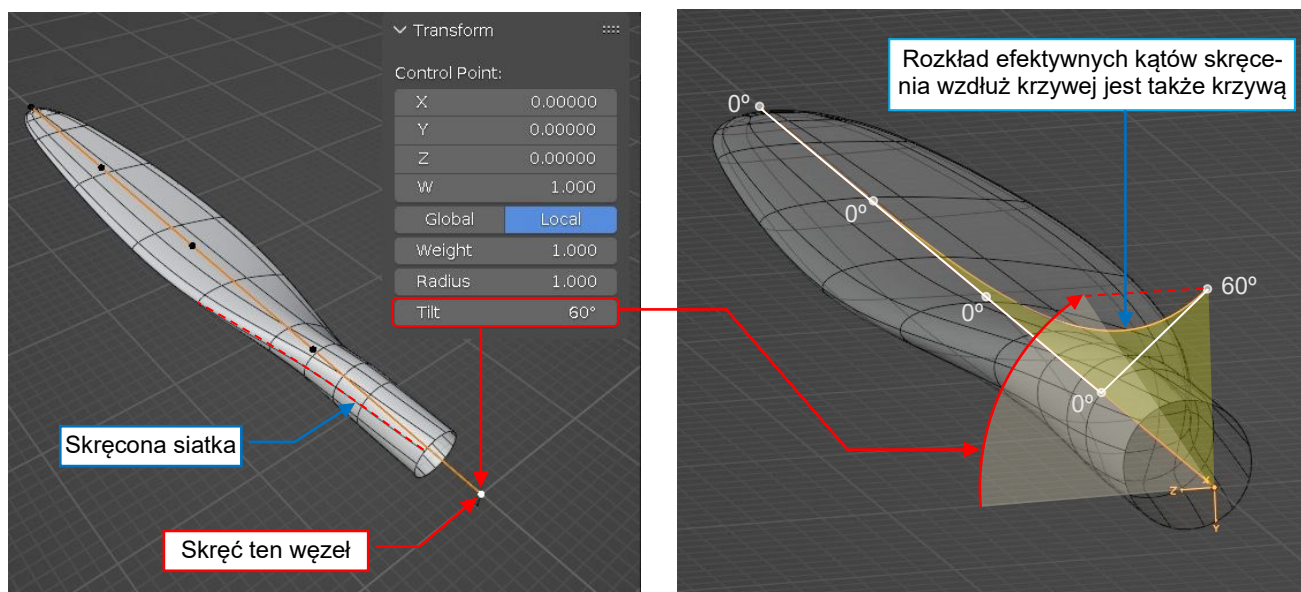 Transform
Control Point:
X 0.00000
Y 0.00000
Z 0.00000
W 1.000
Global Local
Weight 1.000
Radius 1.000
Tilt 60°
Skręcona siatka
Skręć ten węzeł
Rozkład efektywnych kątów skręce-
nia wzdłuż krzywej jest także krzywą
0º
0º
0º
60º
0º
X
Z
Y